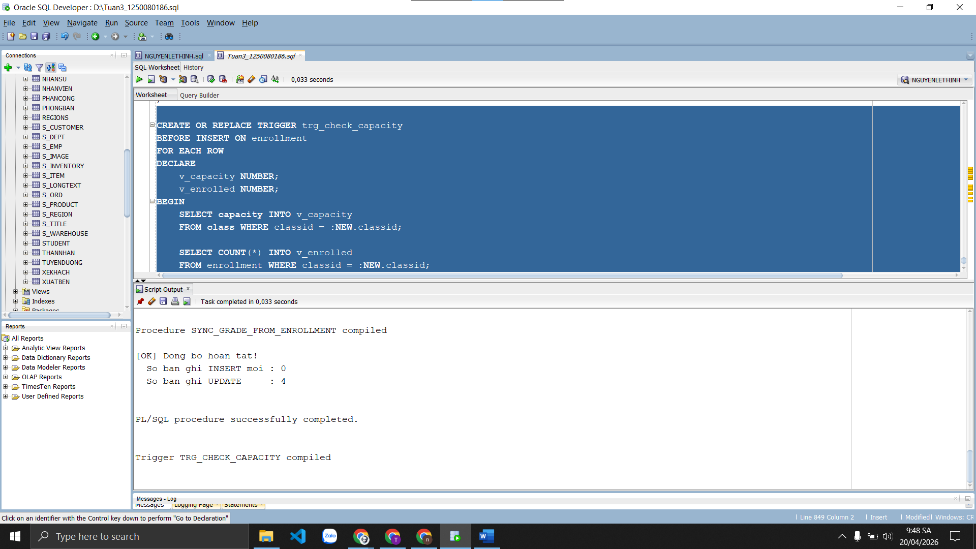 Oracle SQL Developer : D:\Tuan3_1250080186.sql
File Edit View Navigate Run Source Team Tools Window Help
Connections
NHANSU
NHANVIEN
PHANCONG
PHONGBAN
REGIONS
S_CUSTOMER
S_DEPT
S_EMP
S_IMAGE
S_INVENTORY
S_ITEM
S_LONGTEXT
S_ORD
S_PRODUCT
S_REGION
S_TITLE
S_WAREHOUSE
STUDENT
THANNHAN
TUYENDUONG
XEKHACH
XUATBEN
Views
Indexes
Packages
Reports
All Reports
Analytic View Reports
Data Dictionary Reports
Data Modeler Reports
OLAP Reports
TimesTen Reports
User Defined Reports
NGUYENLETHINH.sql Tuan3_1250080186.sql
SQL Worksheet History
0,033 seconds NGUYENLETHINH
Worksheet Query Builder
CREATE OR REPLACE TRIGGER trg_check_capacity
BEFORE INSERT ON enrollment
FOR EACH ROW
DECLARE
v_capacity NUMBER;
v_enrolled NUMBER;
BEGIN
SELECT capacity INTO v_capacity
FROM class WHERE classid = :NEW.classid;
SELECT COUNT(*) INTO v_enrolled
FROM enrollment WHERE classid = :NEW.classid;
Script Output
Task completed in 0,033 seconds
Procedure SYNC_GRADE_FROM_ENROLLMENT compiled
[OK] Dong bo hoan tat!
So ban ghi INSERT moi : 0
So ban ghi UPDATE : 4
PL/SQL procedure successfully completed.
Trigger TRG_CHECK_CAPACITY compiled
Messages - Log
Messages Logging Page Statements
Click on an identifier with the Control key down to perform "Go to Declaration" Line 849 Column 2 Insert Modified Windows: CF
Type here to search
9:48 SA
20/04/2026